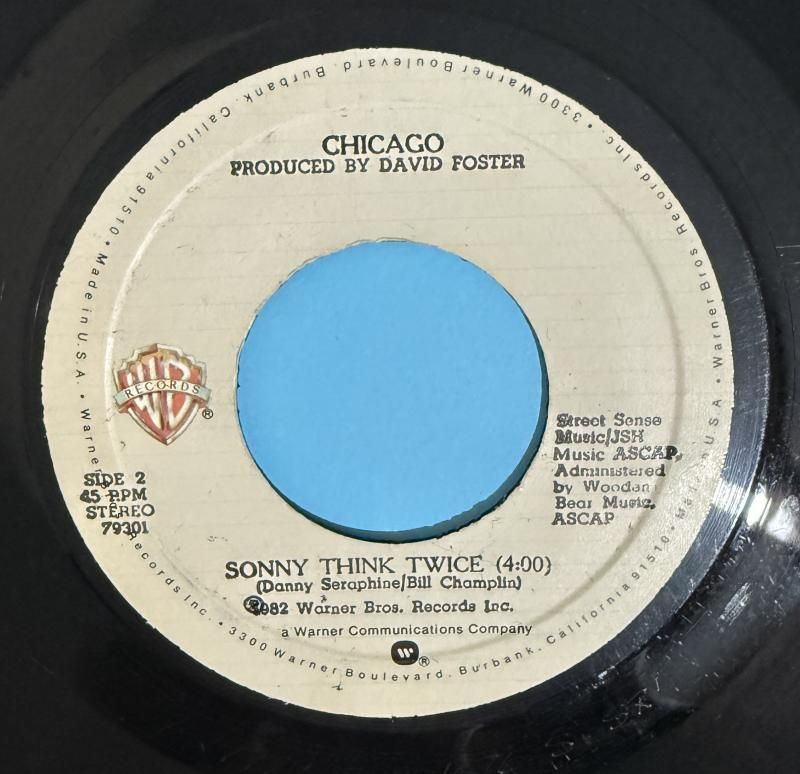 CHICAGO
PRODUCED BY DAVID FOSTER
WB
RECORDS
®
SIDE 2
45 RPM
STEREO
79301
Street Sense
Music/JSH
Music ASCAP,
Administered
by Wooden
Bear Music,
ASCAP
SONNY THINK TWICE (4:00)
(Danny Seraphine/Bill Champlin)
℗1982 Warner Bros. Records Inc.
a Warner Communications Company
®
Warner Bros. Records Inc. • 3300 Warner Boulevard, Burbank, California 91510 • Made in U.S.A. • Warner Bros. Records Inc. • 3300 Warner Boulevard, Burbank, California 91510 • Made in U.S.A. •